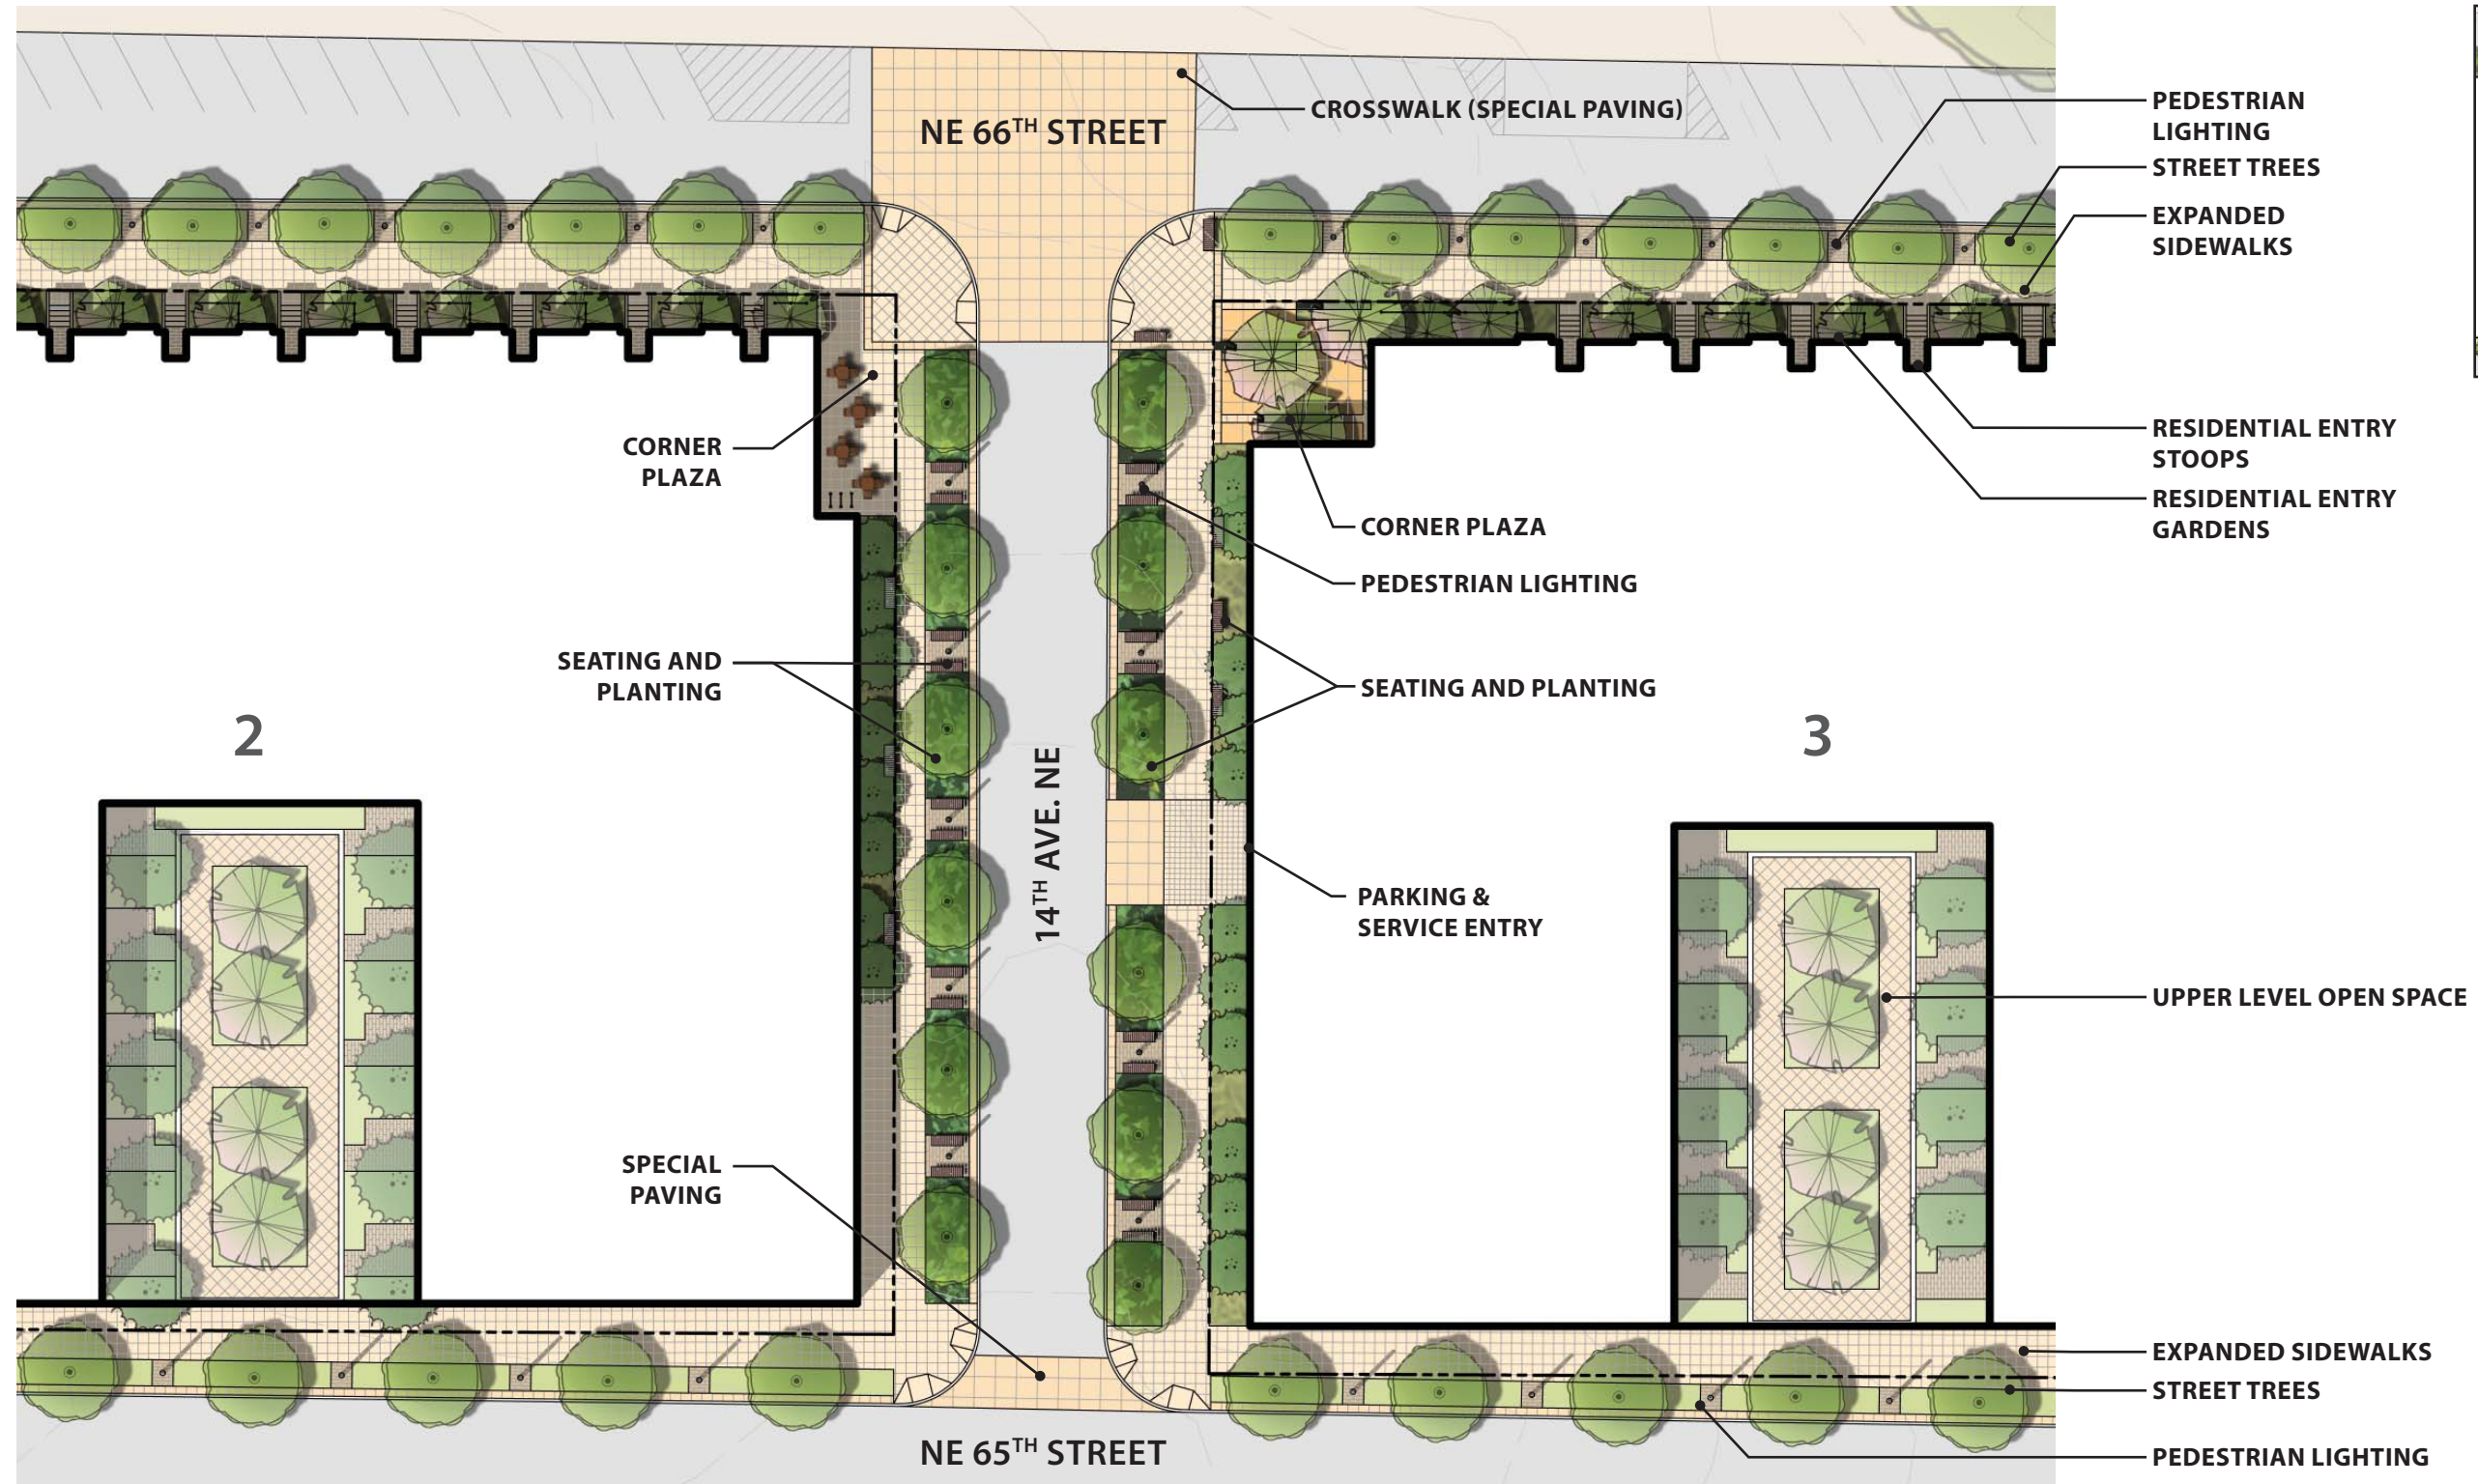 CROSSWALK (SPECIAL PAVING)
NE 66TH STREET
PEDESTRIAN
LIGHTING
STREET TREES
EXPANDED
SIDEWALKS
CORNER
PLAZA
RESIDENTIAL ENTRY
STOOPS
RESIDENTIAL ENTRY
GARDENS
CORNER PLAZA
PEDESTRIAN LIGHTING
SEATING AND
PLANTING
SEATING AND PLANTING
2
3
14TH AVE. NE
PARKING &
SERVICE ENTRY
UPPER LEVEL OPEN SPACE
SPECIAL
PAVING
EXPANDED SIDEWALKS
STREET TREES
NE 65TH STREET
PEDESTRIAN LIGHTING